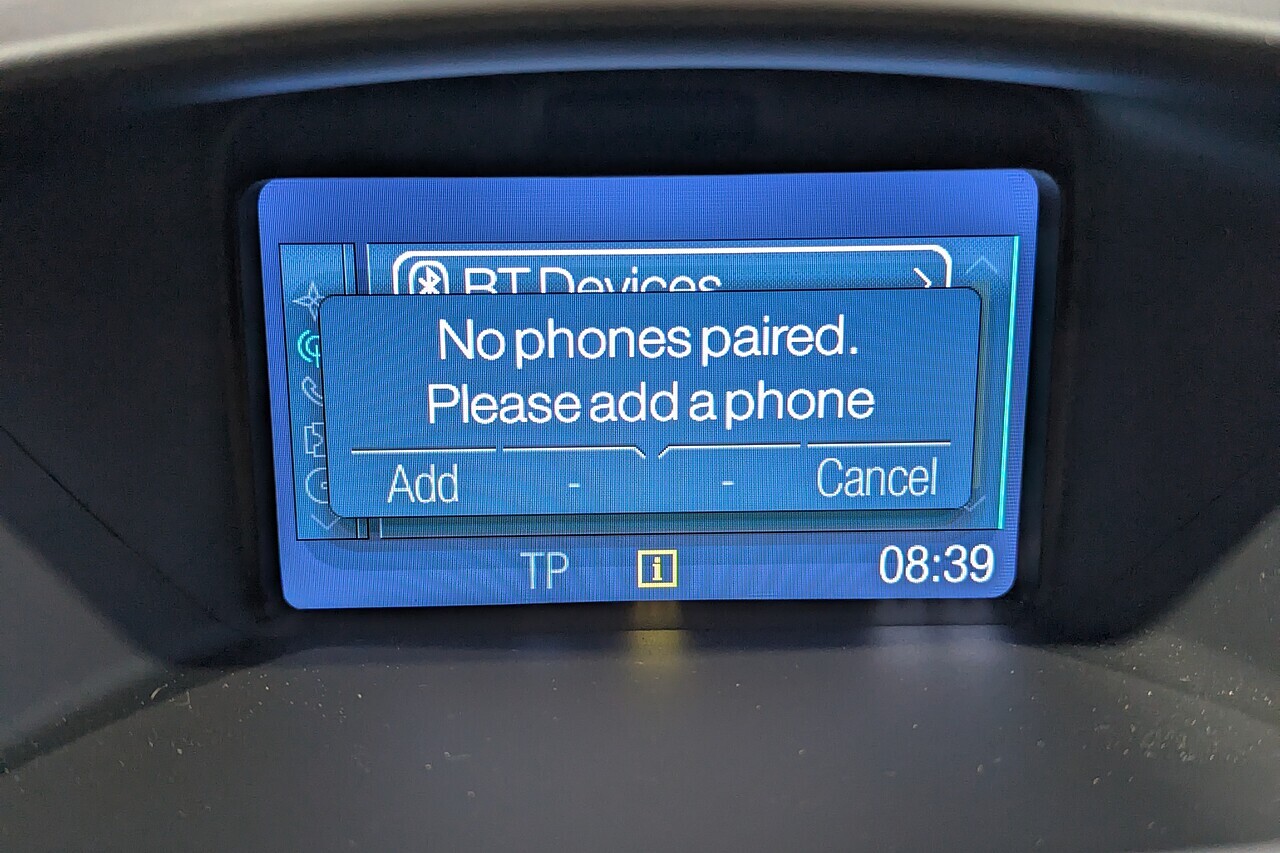 BT Devices
No phones paired.
Please add a phone
Add - - Cancel
TP i 08:39